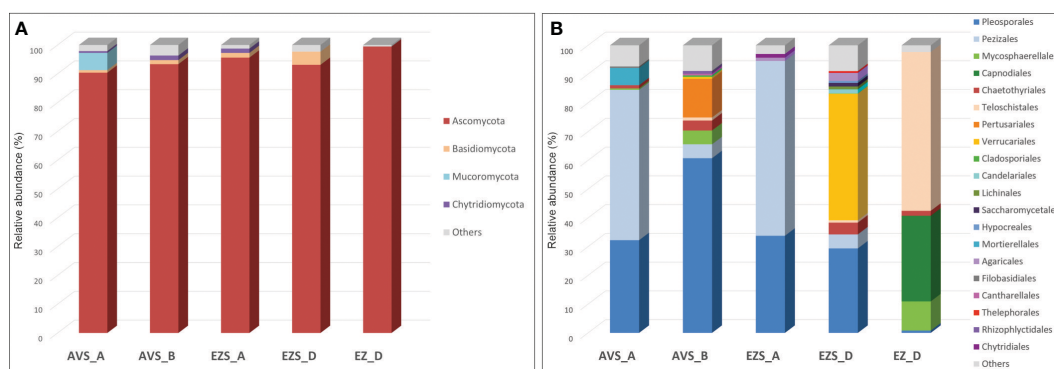 A
Relative abundance (%)
100
90
80
70
60
50
40
30
20
10
0
AVS_A AVS_B EZS_A EZS_D EZ_D
Ascomycota
Basidiomycota
Mucoromycota
Chytridiomycota
Others
B
Relative abundance (%)
100
90
80
70
60
50
40
30
20
10
0
AVS_A AVS_B EZS_A EZS_D EZ_D
Pleosporales
Pezizales
Mycosphaerellale
Capnodiales
Chaetothyriales
Teloschistales
Pertusariales
Verrucariales
Cladosporiales
Candelariales
Lichinales
Saccharomycetale
Hypocreales
Mortierellales
Agaricales
Filobasidiales
Cantharellales
Thelephorales
Rhizophlyctidales
Chytridiales
Others